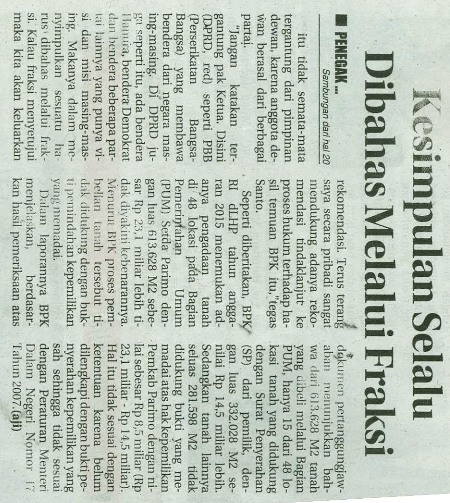 Kesimpulan Selalu
Dibahas Melalui Fraksi
PENEGAK ...
Sambungan dari hal 20
itu tidak semata-mata
tergantung dari pimpinan
dewan, karena anggota de-
wan berasal dari berbagai
partai.
"Jangan katakan ter-
gantung pak Ketua. Disini
(DPRD, red) seperti PBB
(Perserikatan Bangsa-
Bangsa) yang membawa
bendera dari negara mas-
ing-masing. Di DPRD ju-
ga seperti itu, ada bendera
Hanura, bendera Demokrat
dan bendera beberapa par-
tai lainnya yang punya vi-
si dan misi masing-mas-
ing. Makanya dalam me-
nyimpulkan sesuatu ha-
rus dibahas melalui frak-
si. Kalau fraksi menyetujui
maka kita akan keluarkan
rekomendasi. Terus terang
saya secara pribadi sangat
mendukung adanya reko-
mendasi tindaklanjut ke
proses hukum terhadap ha-
sil temuan BPK itu,"tegas
Santo.
Seperti diberitakan, BPK
RI dLHP tahun angga-
ran 2015 menemukan ad-
anya pengadaan tanah
di 48 lokasi pada Bagian
Pemerintahan Umum
(PUM) Setda Parimo den-
gan luas 613.628 M2 sebe-
sar Rp 23,1 miliar lebih ti-
dak diyakini kebenarannya.
Menurut BPK proses pem-
belian tanah tersebut ti-
dak didukung dengan buk-
ti pemindahan kepemilikan
yang memadai.
Dalam laporannya BPK
menjelaskan, berdasar-
kan hasil pemeriksaan atas
dokumen pertanggungjaw-
aban menunjukkan bah-
wa dari 613.628 M2 tanah
yang dibeli melalui Bagian
PUM, hanya 15 dari 48 lo-
kasi tanah yang didukung
dengan Surat Penyerahan
(SP) dari pemilik, den-
gan luas 332.028 M2 se-
nilai Rp 14,5 miliar lebih.
Sedangkan tanah lainnya
seluas 281.598 M2 tidak
didukung bukti yang me-
madai atas hak kepemilikan
Pemkab Parimo dengan ni-
lai sebesar Rp 8,5 miliar (Rp
23,1 miliar - Rp 14,5 miliar).
Hal itu tidak sesuai dengan
ketentuan karena belum
dilengkapi dengan bukti pe-
nyerahan kepemilikan yang
sah sehingga tidak sesuai
dengan Peraturan Menteri
Dalam Negeri Nomor 17
Tahun 2007.(aji)